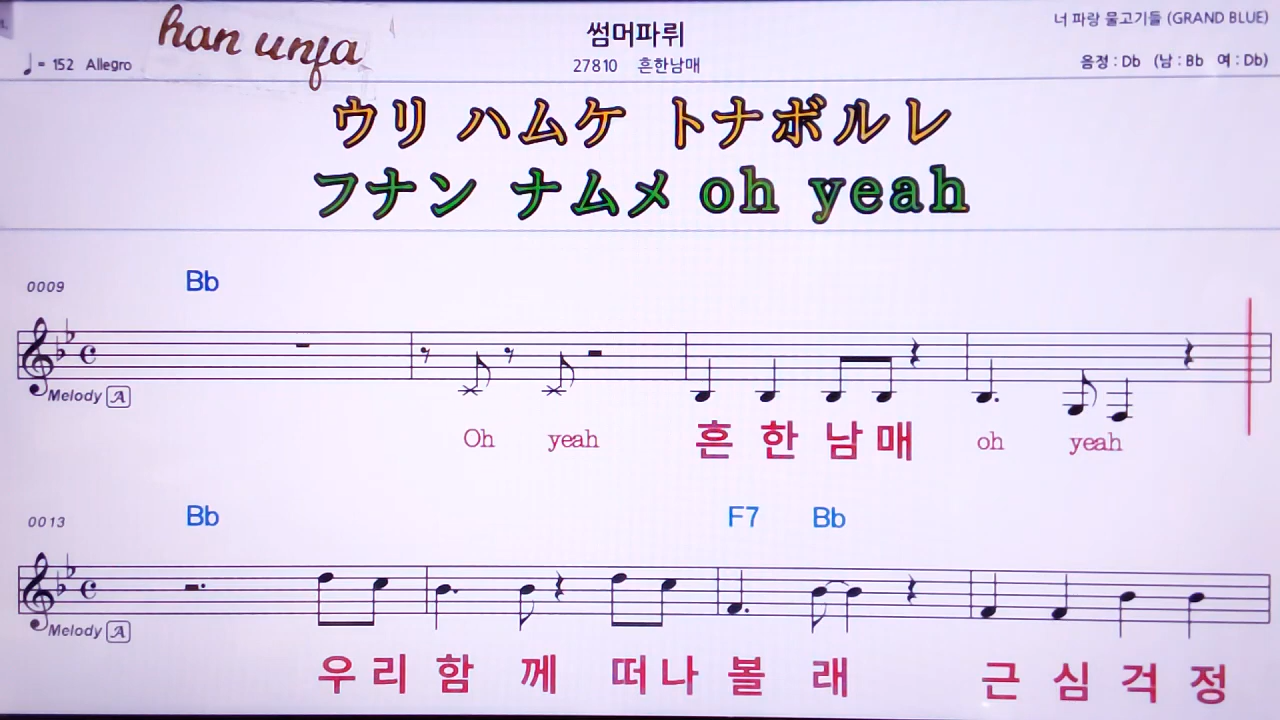 han unfa
썸머파뤼
너 파랑 물고기들 (GRAND BLUE)
♩ = 152 Allegro
27810 흔한남매
음정 : Db (남 : Bb 여 : Db)
ウリ ハムケ トナボルレ
フナン ナムメ oh yeah
0009 Bb
Melody A
Oh yeah 흔 한 남 매 oh yeah
0013 Bb F7 Bb
Melody A
우 리 함 께 떠 나 볼 래 근 심 걱 정